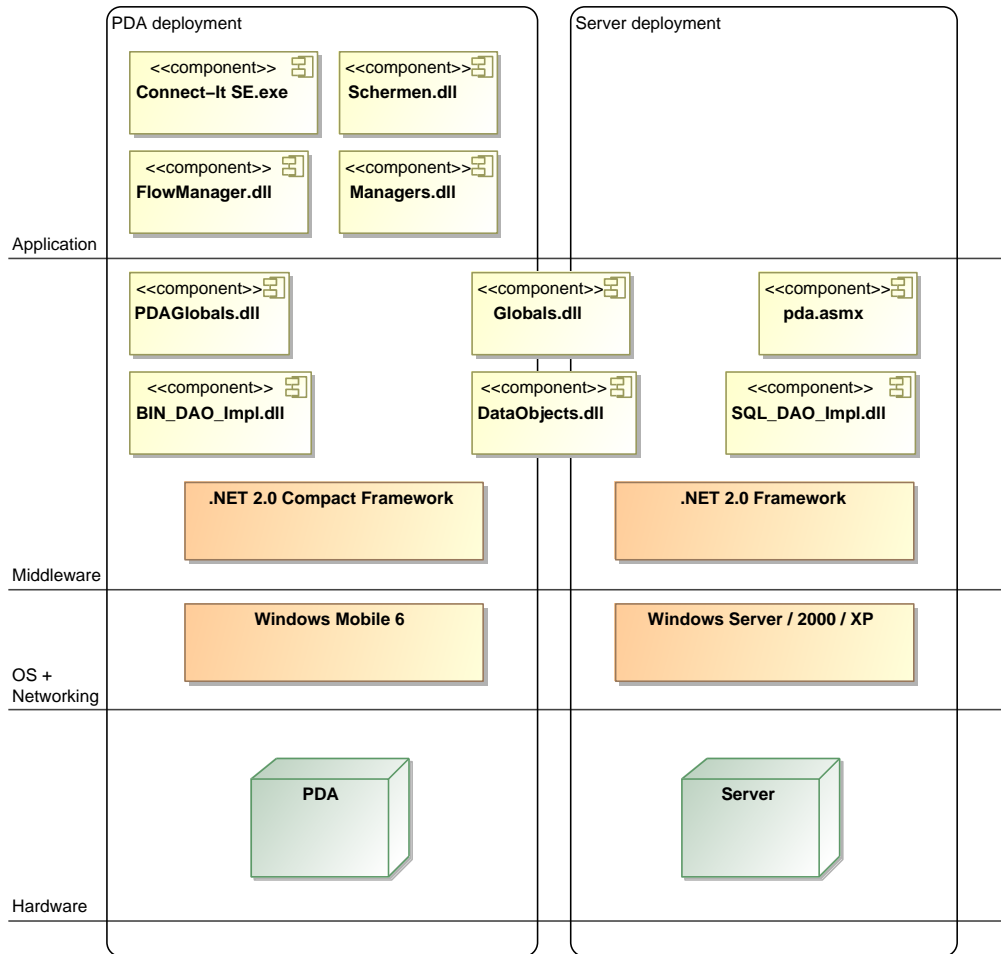 PDA deployment
Server deployment
<<component>>
Connect–It SE.exe
<<component>>
Schermen.dll
<<component>>
FlowManager.dll
<<component>>
Managers.dll
Application
<<component>>
PDAGlobals.dll
<<component>>
Globals.dll
<<component>>
pda.asmx
<<component>>
BIN_DAO_Impl.dll
<<component>>
DataObjects.dll
<<component>>
SQL_DAO_Impl.dll
.NET 2.0 Compact Framework
.NET 2.0 Framework
Middleware
Windows Mobile 6
Windows Server / 2000 / XP
OS +
Networking
PDA
Server
Hardware